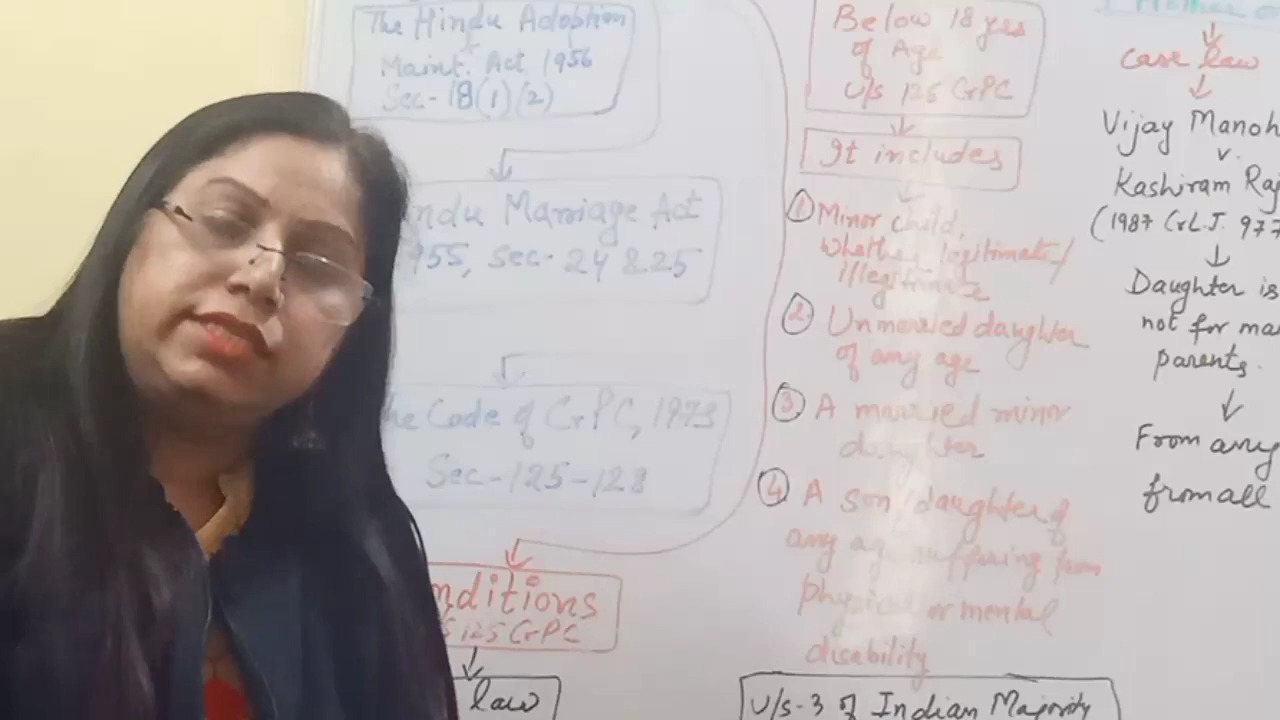 The Hindu Adoption
Maint. Act 1956
Sec-18(1)(2)
ndu Marriage Act
955, Sec-24 & 25
he Code of CrPC, 1973
Sec-125-128
nditions
125 CrPC
law
Below 18 yrs
of Age
U/s 125 CrPC
It includes
① Minor child,
whether legitimate/
illegitimate
② Unmarried daughter
of any age
③ A married minor
daughter
④ A son/daughter of
any age suffering from
physical or mental
disability
U/s-3 of Indian Majority
Case law
Vijay Manoh
v.
Kashiram Raj
(1987 Cr.L.J. 977
Daughter is
not for ma
parents.
From any
from all